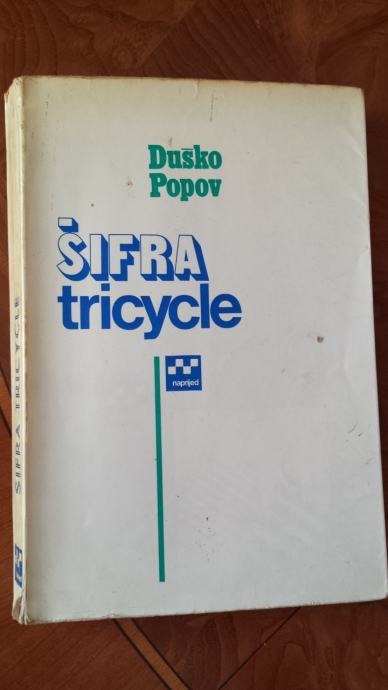 Duško
Popov
ŠIFRA
tricycle
naprijed
ŠIFRA TRICYCLE